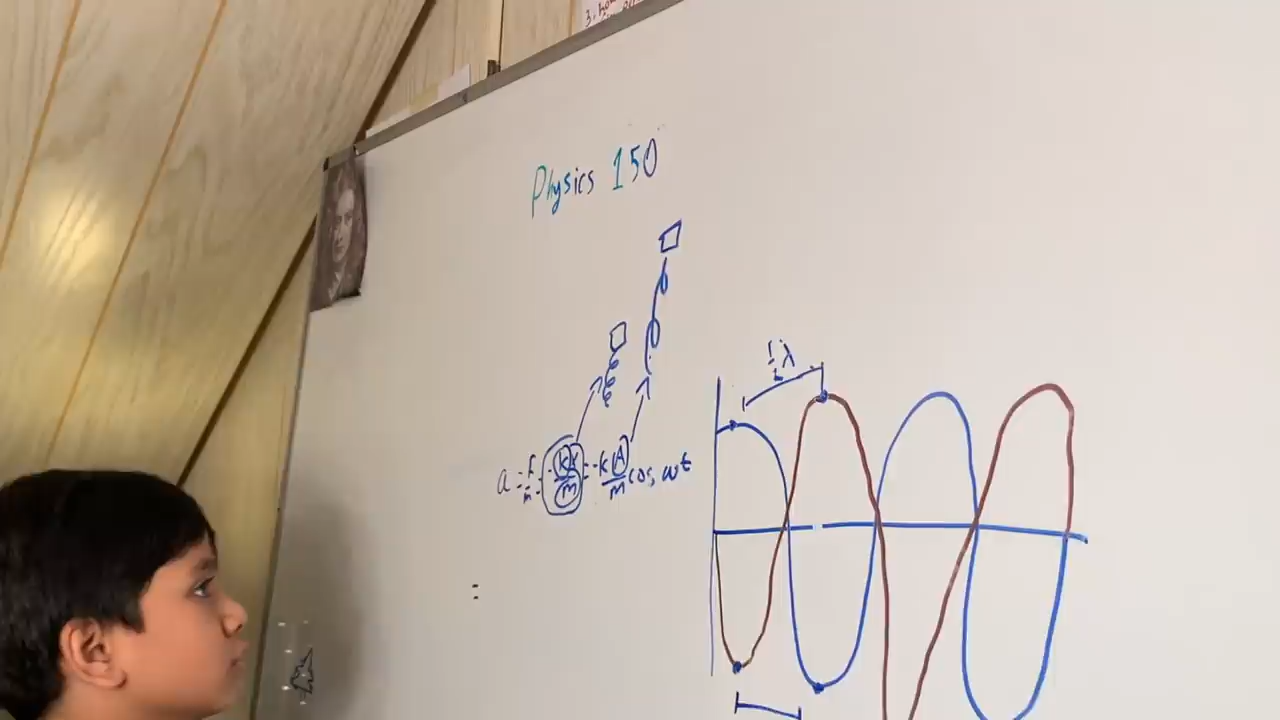 Physics 150
½λ
a = F/m = -kx/m = -kA/m cos, ωt
=